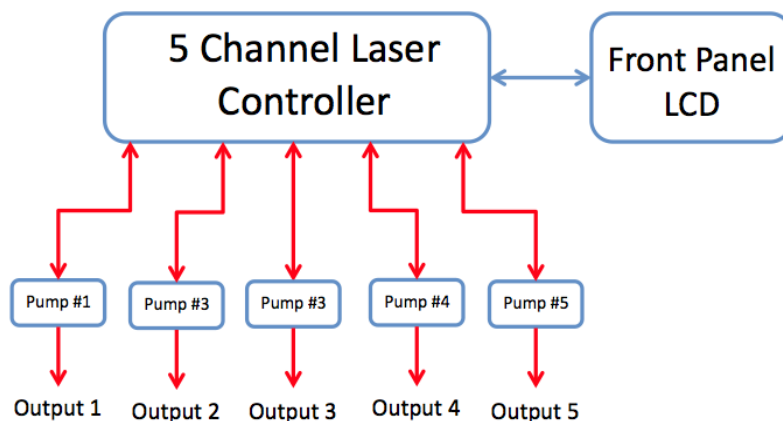 5 Channel Laser
Controller
Front Panel
LCD
Pump #1
Pump #3
Pump #3
Pump #4
Pump #5
Output 1
Output 2
Output 3
Output 4
Output 5